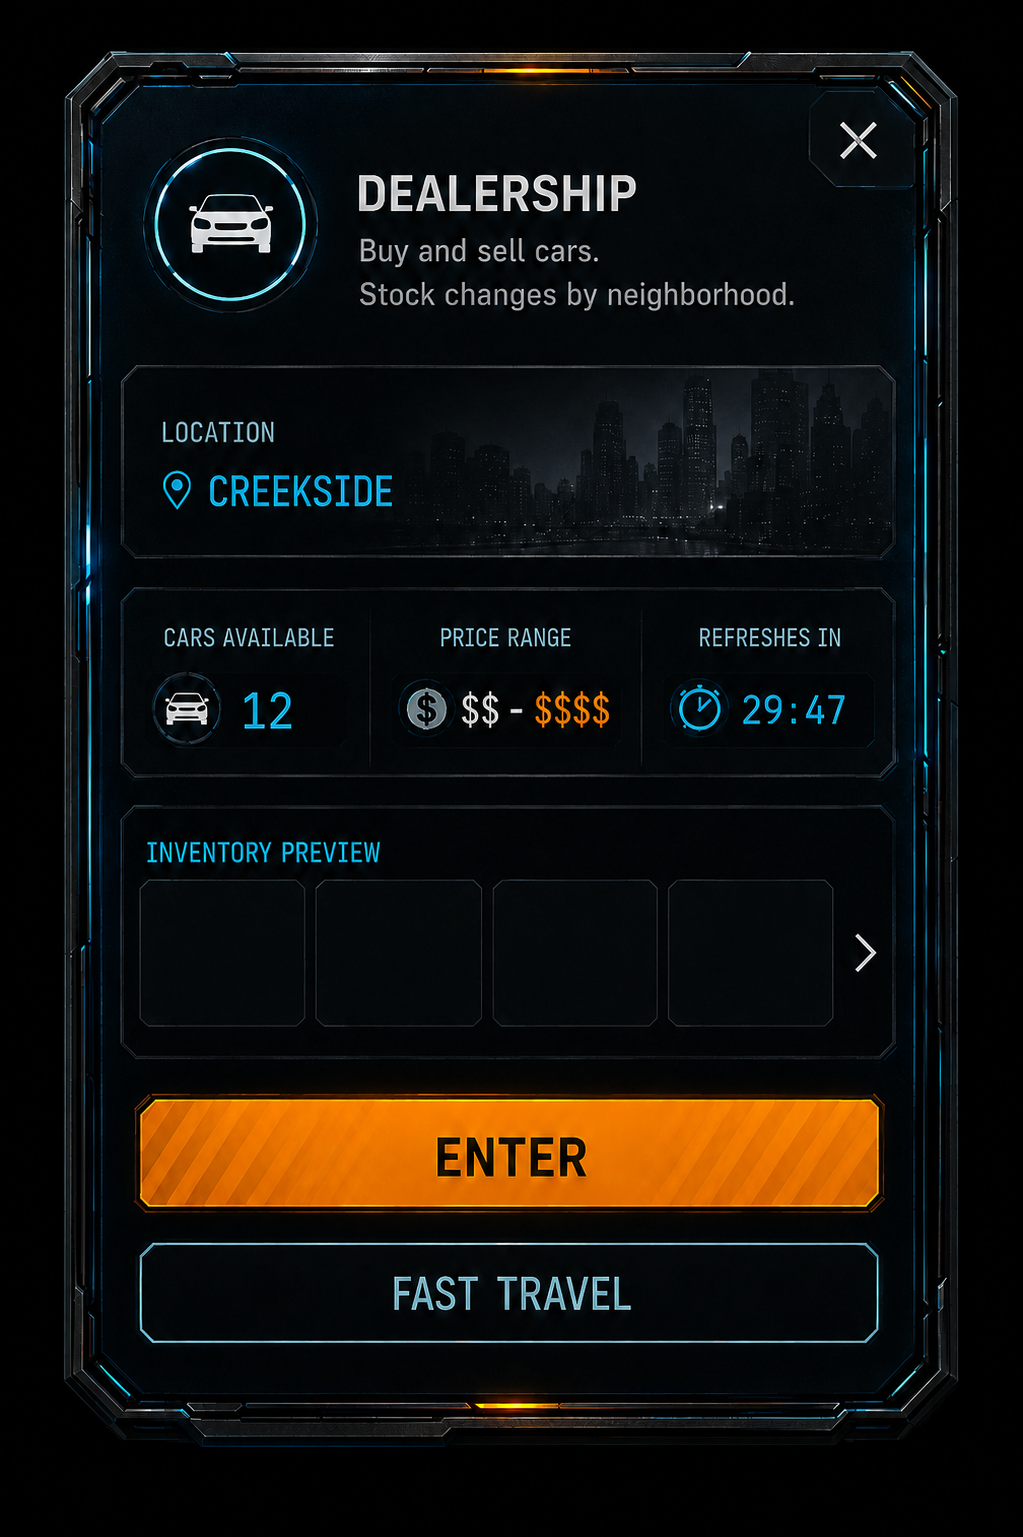 DEALERSHIP
Buy and sell cars.
Stock changes by neighborhood.
LOCATION
CREEKSIDE
CARS AVAILABLE
12
PRICE RANGE
$ $$ - $$$$
REFRESHES IN
29:47
INVENTORY PREVIEW
ENTER
FAST TRAVEL